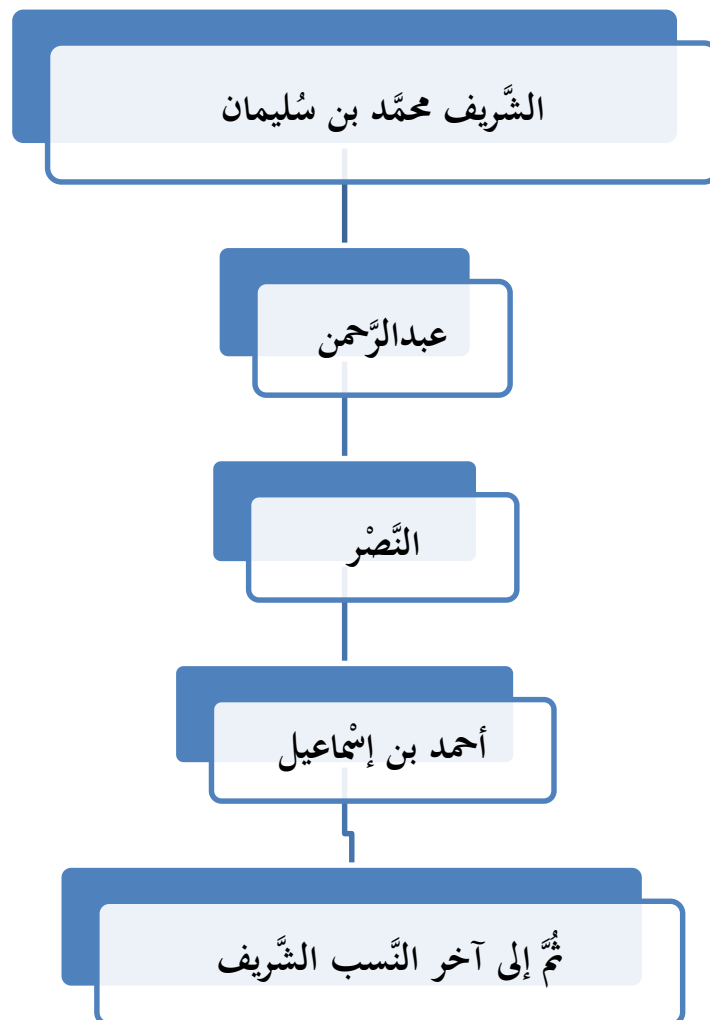 الشَّريف محمَّد بن سُليمان
عبدالرَّحمن
النَّصْر
أحمد بن إسْماعيل
ثُمَّ إلى آخر النَّسب الشَّريف